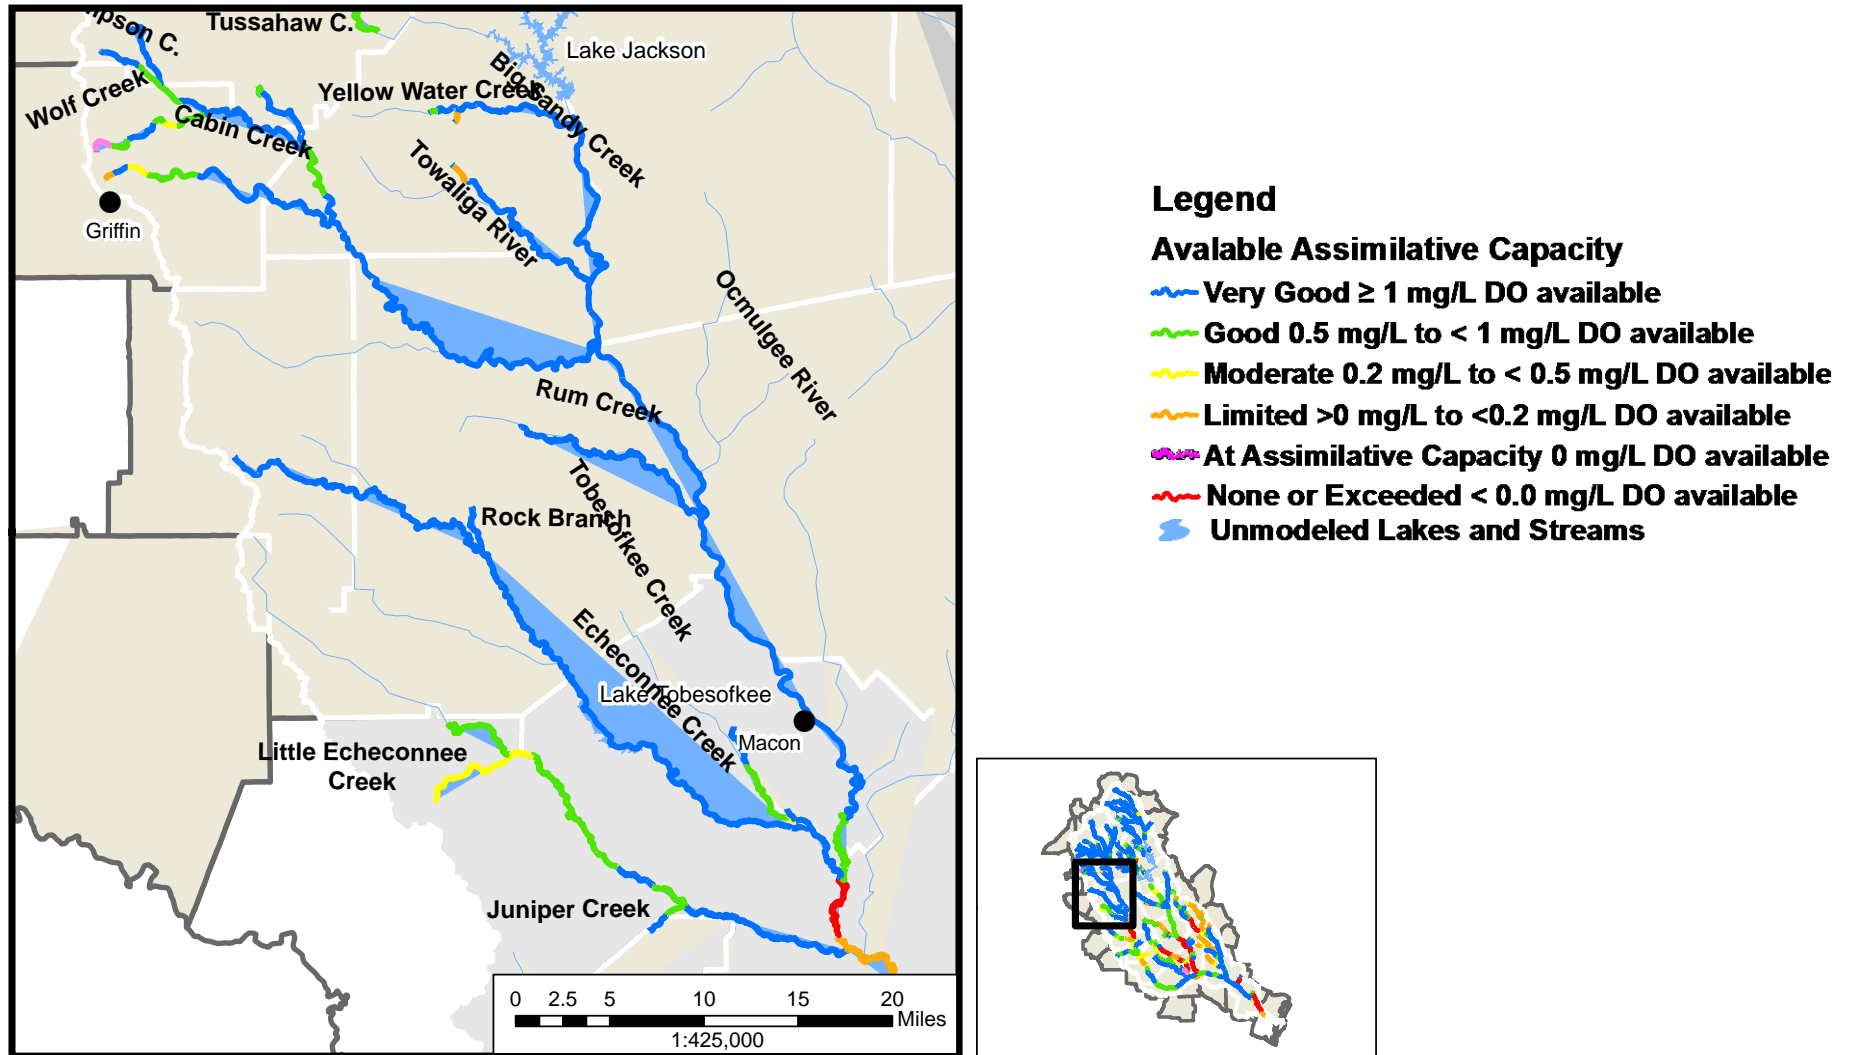 mpson C.
Tussahaw C.
Lake Jackson
Wolf Creek
Yellow Water Creek
Big Sandy Creek
Cabin Creek
Towaliga River
Griffin
Ocmulgee River
Rum Creek
Tobesofkee Creek
Rock Branch
Echeconnee Creek
Lake Tobesofkee
Macon
Little Echeconnee
Creek
Juniper Creek
0 2.5 5 10 15 20
Miles
1:425,000
Legend
Avalable Assimilative Capacity
Very Good ≥ 1 mg/L DO available
Good 0.5 mg/L to < 1 mg/L DO available
Moderate 0.2 mg/L to < 0.5 mg/L DO available
Limited >0 mg/L to <0.2 mg/L DO available
At Assimilative Capacity 0 mg/L DO available
None or Exceeded < 0.0 mg/L DO available
Unmodeled Lakes and Streams